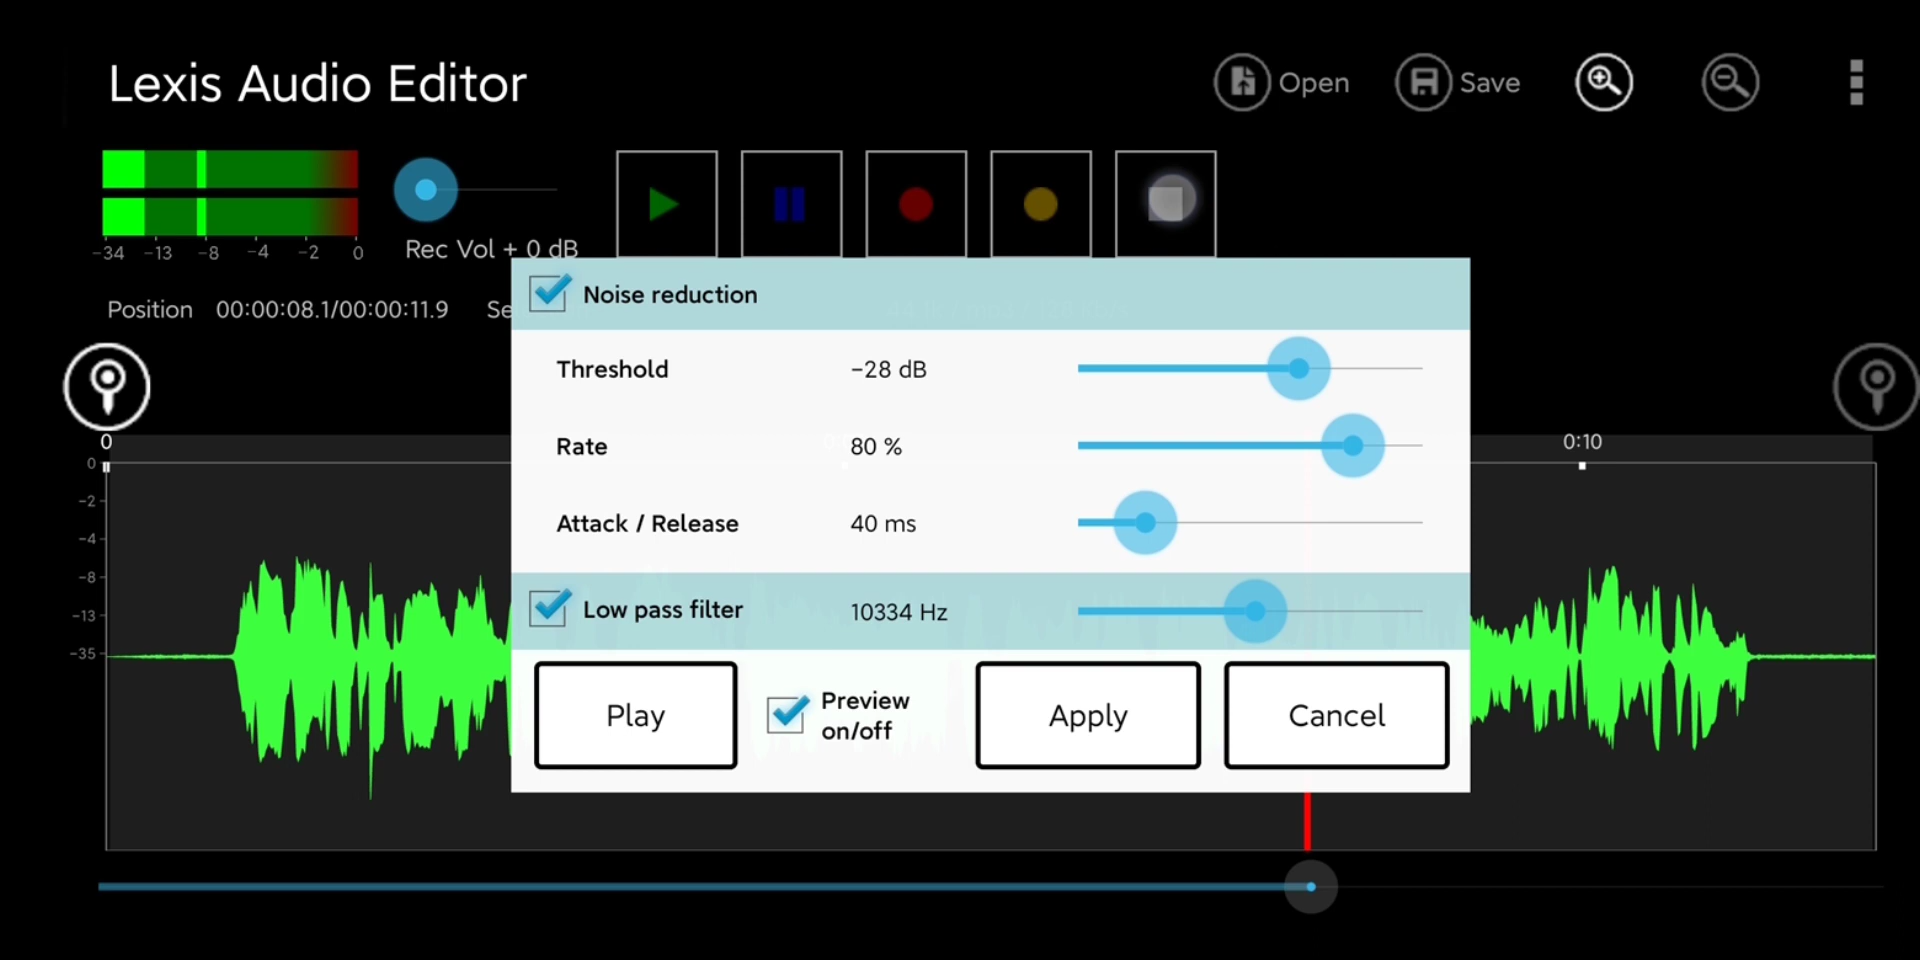 Lexis Audio Editor
Open
Save
-34 -13 -8 -4 -2 0
Rec Vol + 0 dB
Position 00:00:08.1/00:00:11.9 Se
Noise reduction
Threshold -28 dB
Rate 80 %
Attack / Release 40 ms
Low pass filter 10334 Hz
Play
Preview
on/off
Apply
Cancel
0
0:10
0
-2
-4
-8
-13
-35